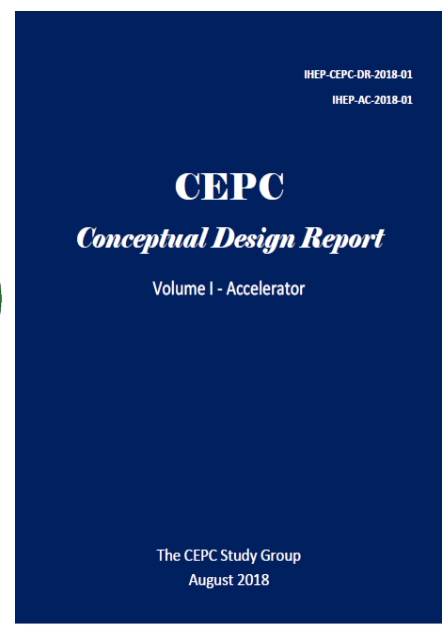 IHEP-CEPC-DR-2018-01
IHEP-AC-2018-01
CEPC
Conceptual Design Report
Volume I - Accelerator
The CEPC Study Group
August 2018